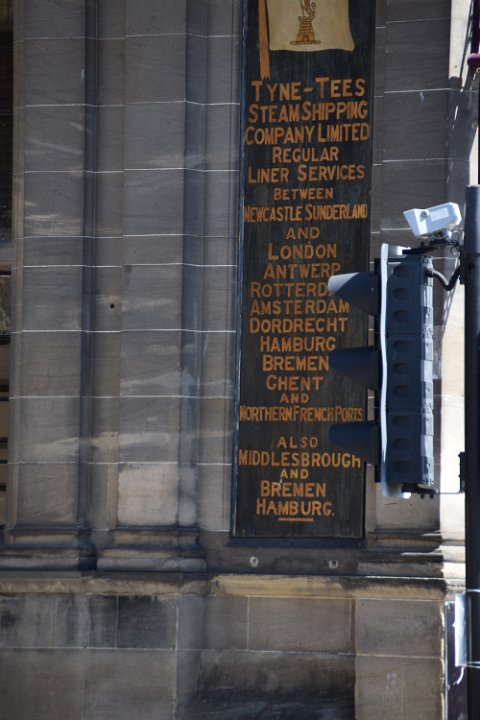 TYNE-TEES
STEAM SHIPPING
COMPANY LIMITED
REGULAR
LINER SERVICES
BETWEEN
NEWCASTLE SUNDERLAND
AND
LONDON
ANTWERP
AMSTERDAM
DORDRECHT
HAMBURG
BREMEN
GHENT
AND
NORTHERN FRENCH PORTS
ALSO
MIDDLESBROUGH
AND
BREMEN
HAMBURG.